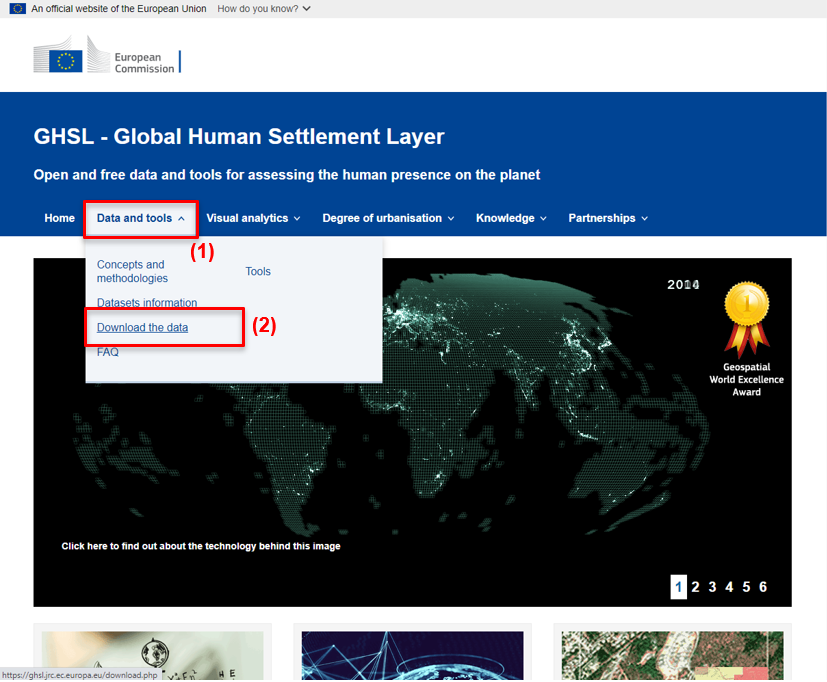 An official website of the European Union How do you know?
European
Commission
GHSL - Global Human Settlement Layer
Open and free data and tools for assessing the human presence on the planet
Home Data and tools Visual analytics Degree of urbanisation Knowledge Partnerships
(1)
Concepts and
methodologies
Tools
Datasets information
Download the data
(2)
FAQ
2014
1
Geospatial
World Excellence
Award
Click here to find out about the technology behind this image
1 2 3 4 5 6
https://ghsl.jrc.ec.europa.eu/download.php